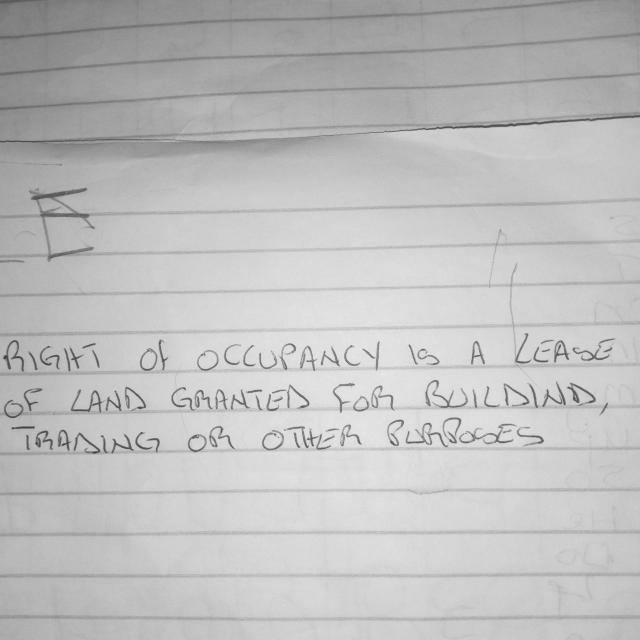 RIGHT of OCCUPANCY IS A LEASE
OF LAND GRANTED FOR BUILDIND,
TRADING OR OTHER PURPOSES